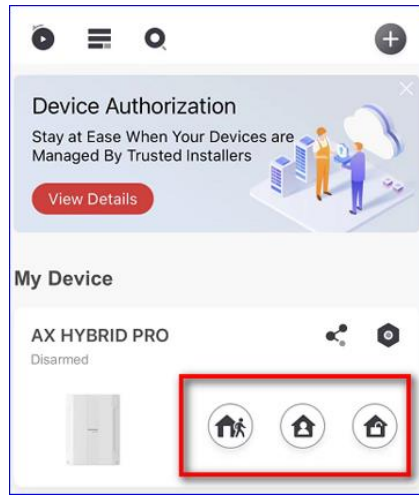 Device Authorization
Stay at Ease When Your Devices are
Managed By Trusted Installers
View Details
My Device
AX HYBRID PRO
Disarmed